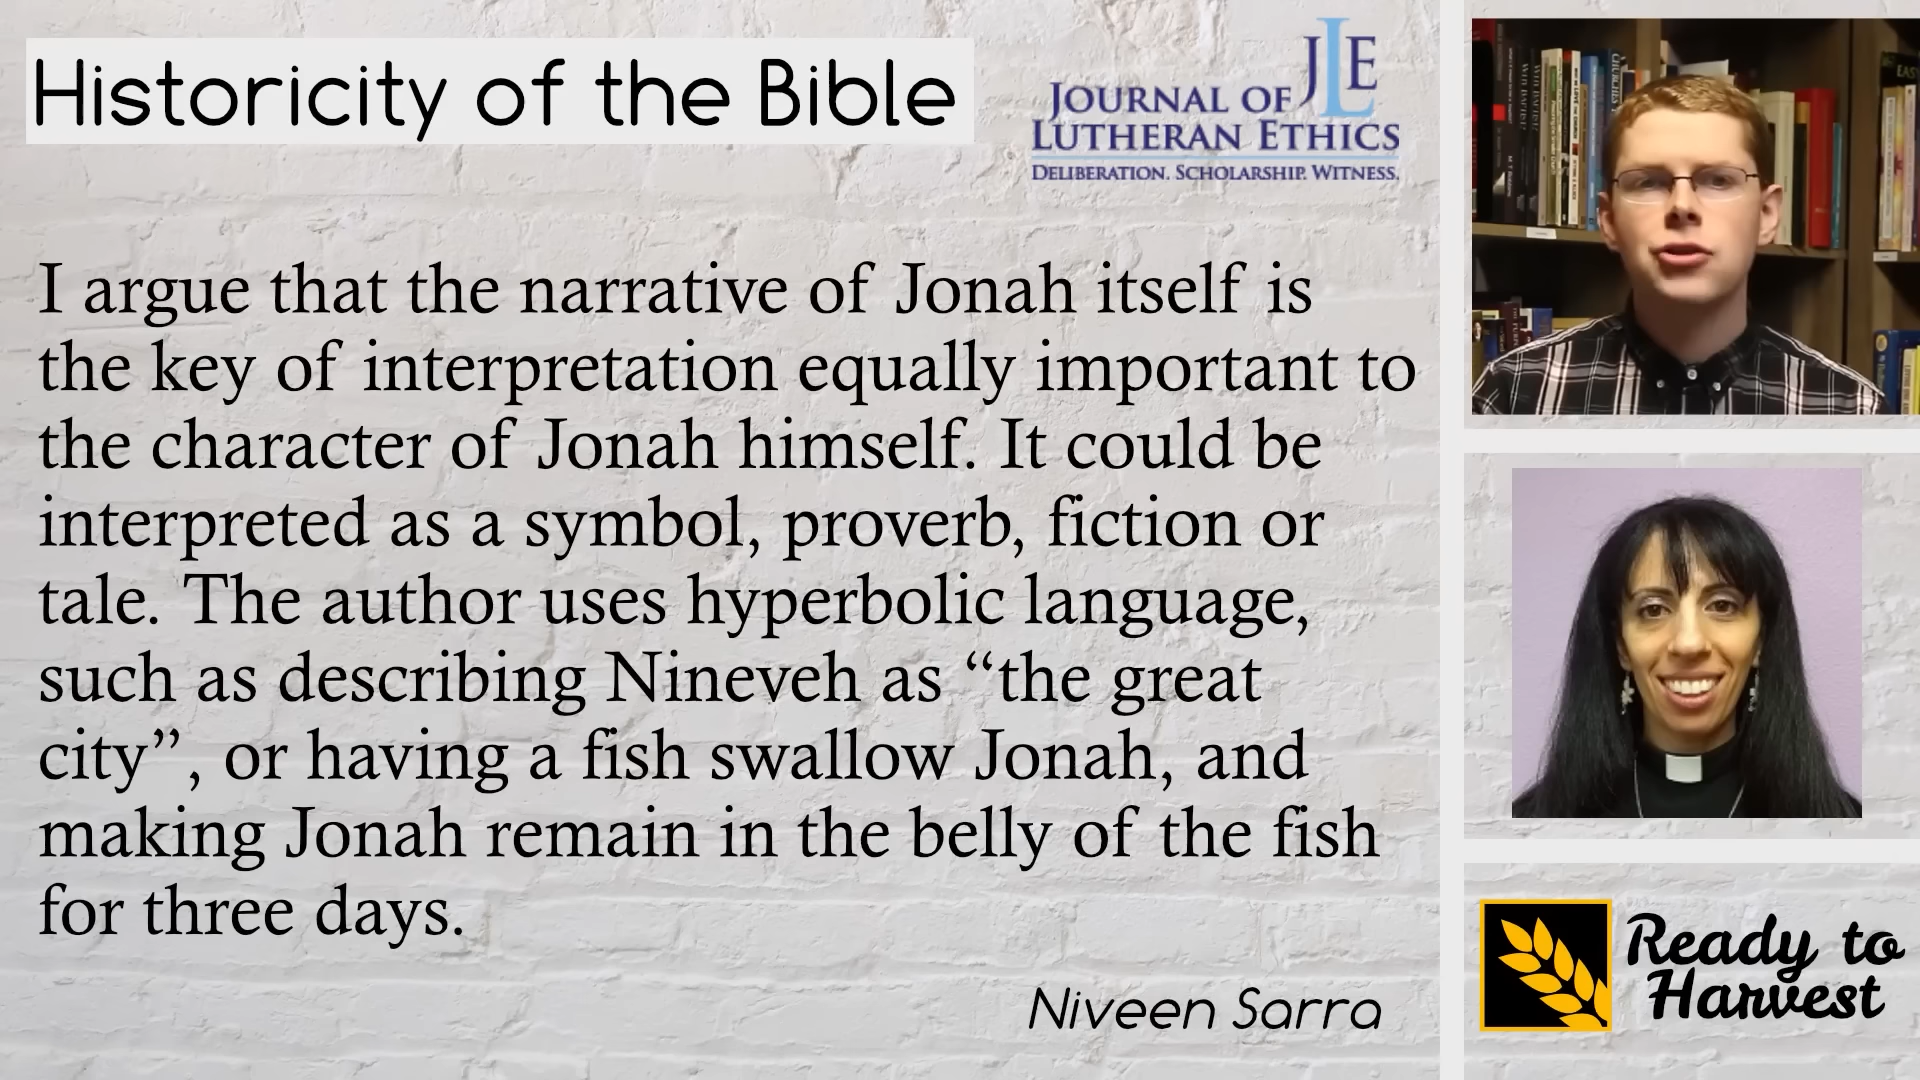 Historicity of the Bible
JLE
JOURNAL OF
LUTHERAN ETHICS
DELIBERATION. SCHOLARSHIP. WITNESS.
I argue that the narrative of Jonah itself is
the key of interpretation equally important to
the character of Jonah himself. It could be
interpreted as a symbol, proverb, fiction or
tale. The author uses hyperbolic language,
such as describing Nineveh as “the great
city”, or having a fish swallow Jonah, and
making Jonah remain in the belly of the fish
for three days.
Niveen Sarra
Ready to
Harvest